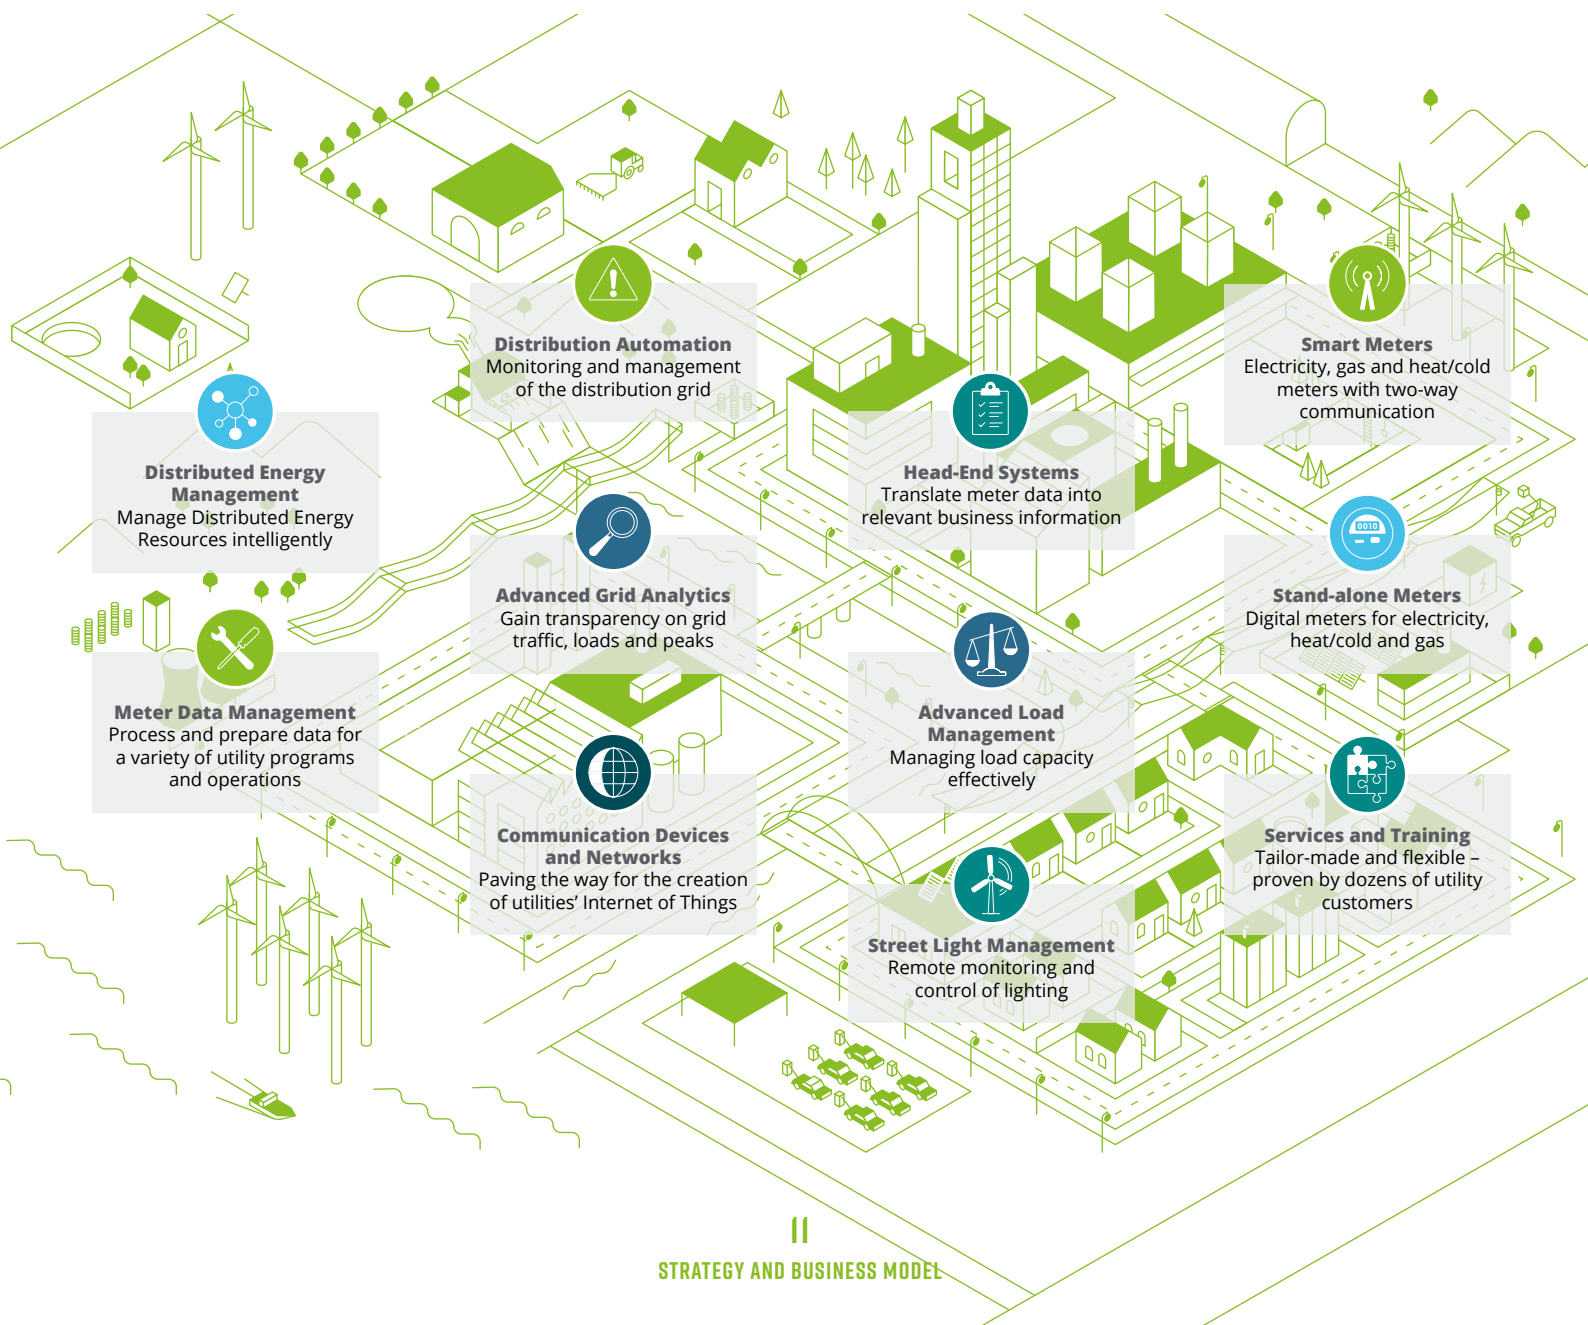 Distribution Automation
Monitoring and management
of the distribution grid
Smart Meters
Electricity, gas and heat/cold
meters with two-way
communication
Distributed Energy
Management
Manage Distributed Energy
Resources intelligently
Head-End Systems
Translate meter data into
relevant business information
0010
Advanced Grid Analytics
Gain transparency on grid
traffic, loads and peaks
Stand-alone Meters
Digital meters for electricity,
heat/cold and gas
Meter Data Management
Process and prepare data for
a variety of utility programs
and operations
Advanced Load
Management
Managing load capacity
effectively
Communication Devices
and Networks
Paving the way for the creation
of utilities’ Internet of Things
Services and Training
Tailor-made and flexible –
proven by dozens of utility
customers
Street Light Management
Remote monitoring and
control of lighting
11
STRATEGY AND BUSINESS MODEL